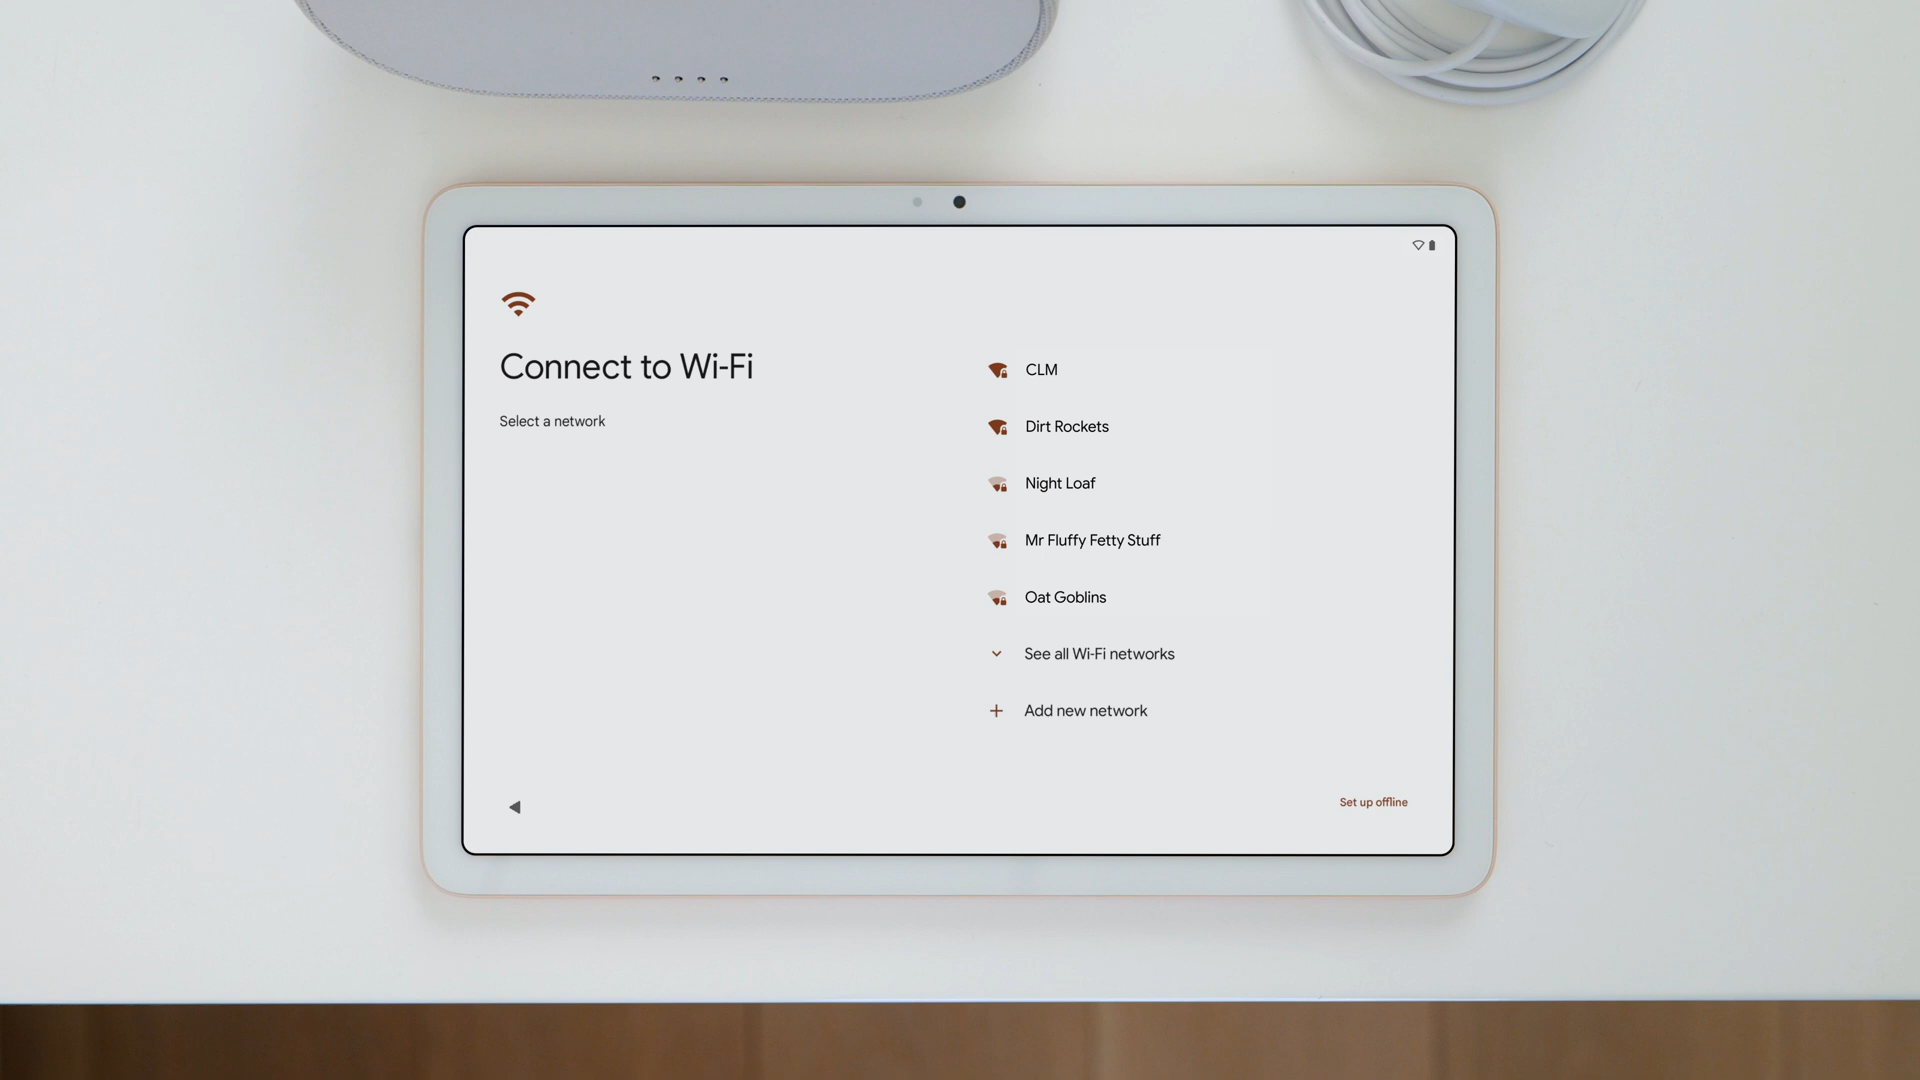 Connect to Wi-Fi
Select a network
CLM
Dirt Rockets
Night Loaf
Mr Fluffy Fetty Stuff
Oat Goblins
See all Wi-Fi networks
Add new network
Set up offline